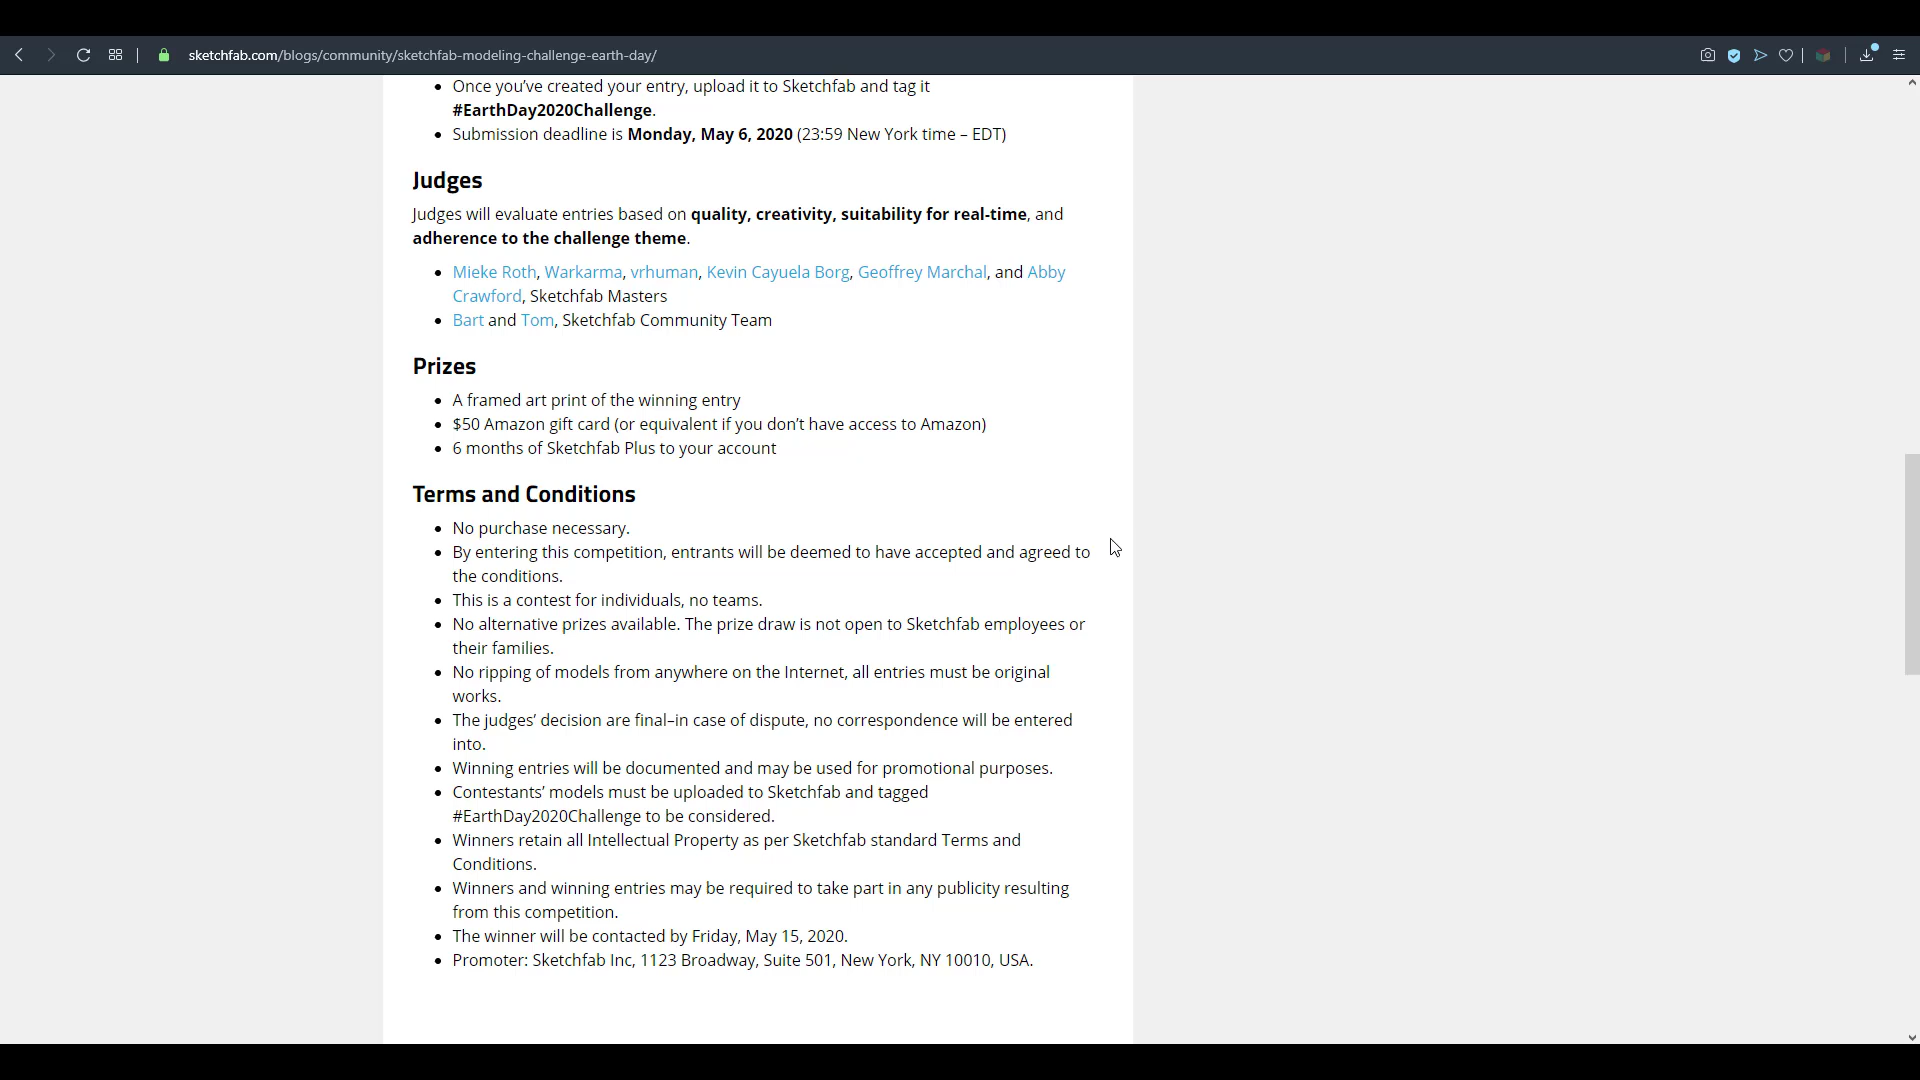 sketchfab.com/blogs/community/sketchfab-modeling-challenge-earth-day/
Once you’ve created your entry, upload it to Sketchfab and tag it
#EarthDay2020Challenge.
Submission deadline is Monday, May 6, 2020 (23:59 New York time – EDT)
Judges
Judges will evaluate entries based on quality, creativity, suitability for real-time, and
adherence to the challenge theme.
Mieke Roth, Warkarma, vrhuman, Kevin Cayuela Borg, Geoffrey Marchal, and Abby
Crawford, Sketchfab Masters
Bart and Tom, Sketchfab Community Team
Prizes
A framed art print of the winning entry
$50 Amazon gift card (or equivalent if you don’t have access to Amazon)
6 months of Sketchfab Plus to your account
Terms and Conditions
No purchase necessary.
By entering this competition, entrants will be deemed to have accepted and agreed to
the conditions.
This is a contest for individuals, no teams.
No alternative prizes available. The prize draw is not open to Sketchfab employees or
their families.
No ripping of models from anywhere on the Internet, all entries must be original
works.
The judges’ decision are final–in case of dispute, no correspondence will be entered
into.
Winning entries will be documented and may be used for promotional purposes.
Contestants’ models must be uploaded to Sketchfab and tagged
#EarthDay2020Challenge to be considered.
Winners retain all Intellectual Property as per Sketchfab standard Terms and
Conditions.
Winners and winning entries may be required to take part in any publicity resulting
from this competition.
The winner will be contacted by Friday, May 15, 2020.
Promoter: Sketchfab Inc, 1123 Broadway, Suite 501, New York, NY 10010, USA.